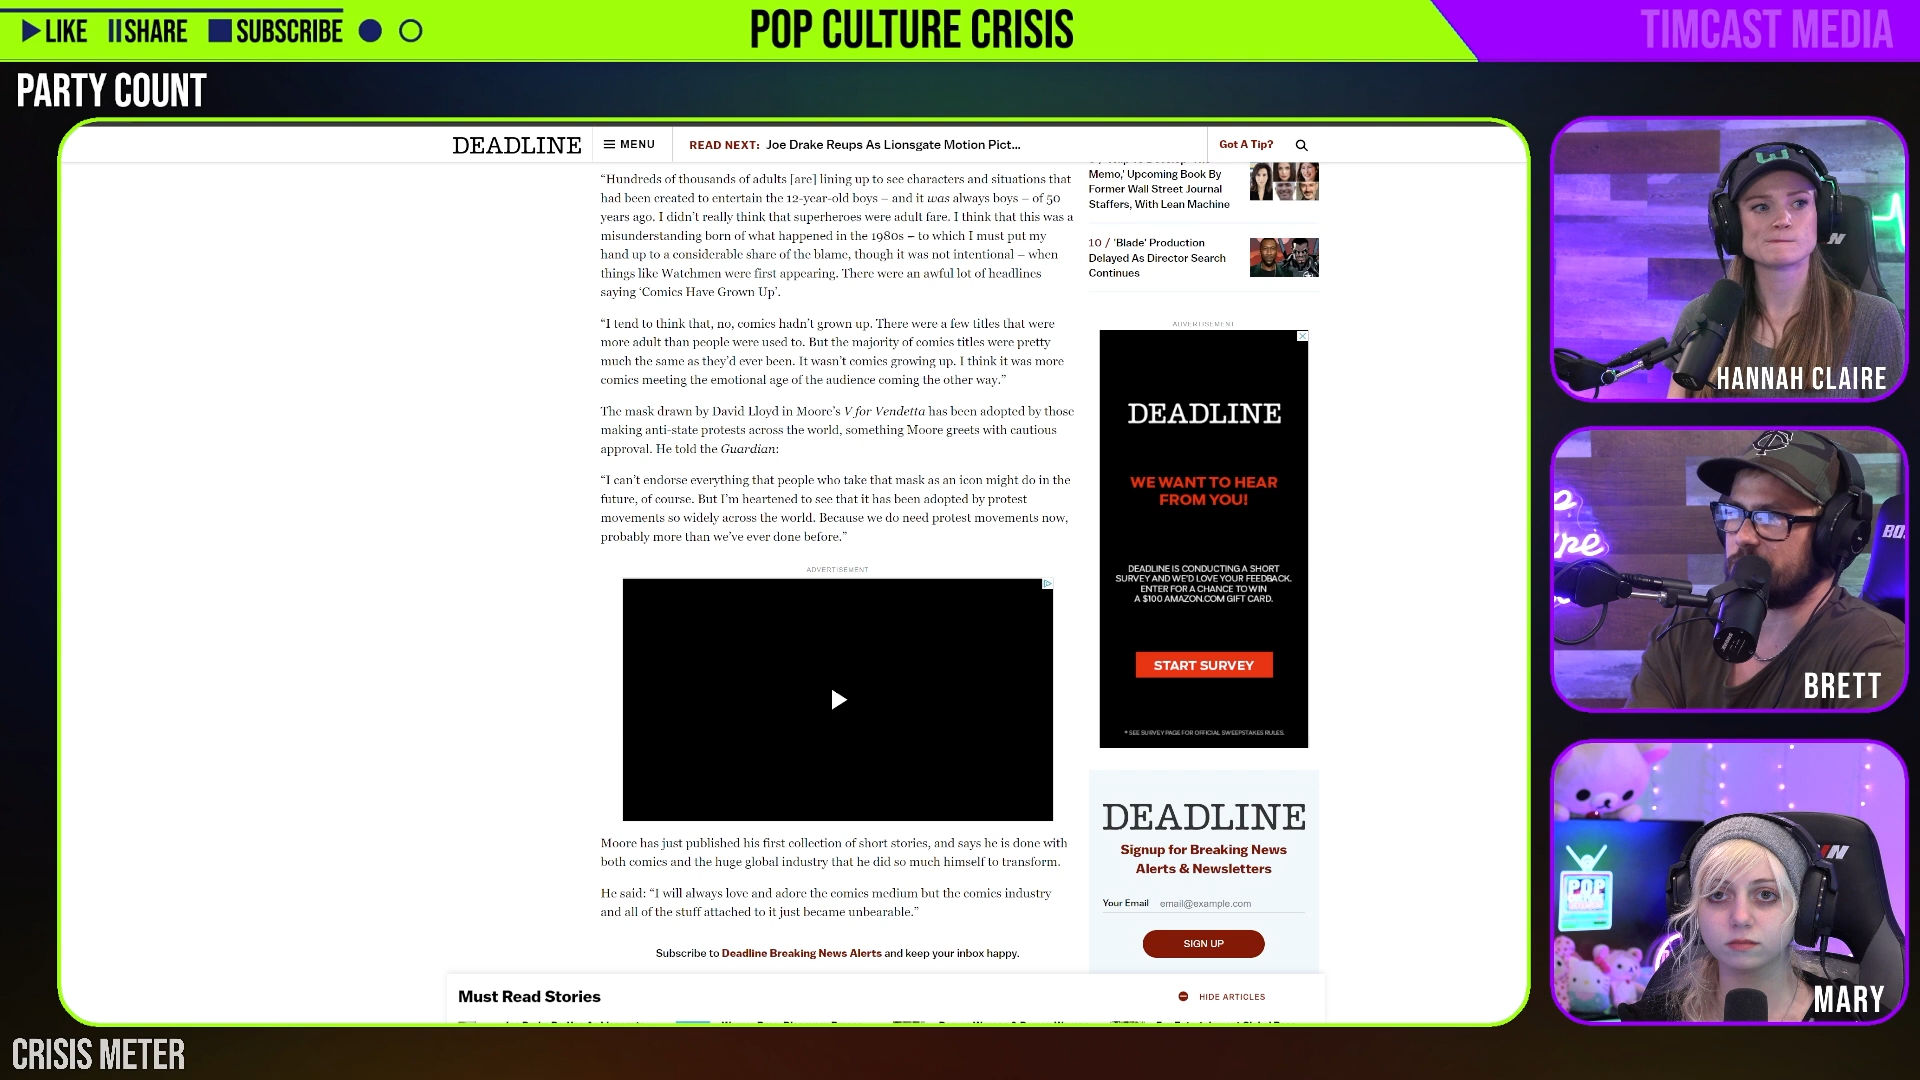 LIKE SHARE SUBSCRIBE
POP CULTURE CRISIS
TIMCAST MEDIA
PARTY COUNT
DEADLINE
MENU
READ NEXT: Joe Drake Reups As Lionsgate Motion Pict...
Got A Tip?
“Hundreds of thousands of adults [are] lining up to see characters and situations that
had been created to entertain the 12-year-old boys – and it was always boys – of 50
years ago. I didn’t really think that superheroes were adult fare. I think that this was a
misunderstanding born of what happened in the 1980s – to which I must put my
hand up to a considerable share of the blame, though it was not intentional – when
things like Watchmen were first appearing. There were an awful lot of headlines
saying ‘Comics Have Grown Up’.
“I tend to think that, no, comics hadn’t grown up. There were a few titles that were
more adult than people were used to. But the majority of comics titles were pretty
much the same as they’d ever been. It wasn’t comics growing up. I think it was more
comics meeting the emotional age of the audience coming the other way.”
The mask drawn by David Lloyd in Moore’s V for Vendetta has been adopted by those
making anti-state protests across the world, something Moore greets with cautious
approval. He told the Guardian:
“I can’t endorse everything that people who take that mask as an icon might do in the
future, of course. But I’m heartened to see that it has been adopted by protest
movements so widely across the world. Because we do need protest movements now,
probably more than we’ve ever done before.”
ADVERTISEMENT
Moore has just published his first collection of short stories, and says he is done with
both comics and the huge global industry that he did so much himself to transform.
He said: “I will always love and adore the comics medium but the comics industry
and all of the stuff attached to it just became unbearable.”
Subscribe to Deadline Breaking News Alerts and keep your inbox happy.
Must Read Stories
HIDE ARTICLES
Memo,’ Upcoming Book By
Former Wall Street Journal
Staffers, With Lean Machine
10 / ‘Blade’ Production
Delayed As Director Search
Continues
ADVERTISEMENT
DEADLINE
WE WANT TO HEAR
FROM YOU!
DEADLINE IS CONDUCTING A SHORT
SURVEY AND WE'D LOVE YOUR FEEDBACK.
ENTER FOR A CHANCE TO WIN
A $100 AMAZON.COM GIFT CARD.
START SURVEY
* SEE SURVEY PAGE FOR OFFICIAL SWEEPSTAKES RULES.
DEADLINE
Signup for Breaking News
Alerts & Newsletters
Your Email email@example.com
SIGN UP
HANNAH CLAIRE
BRETT
POP
MARY
CRISIS METER